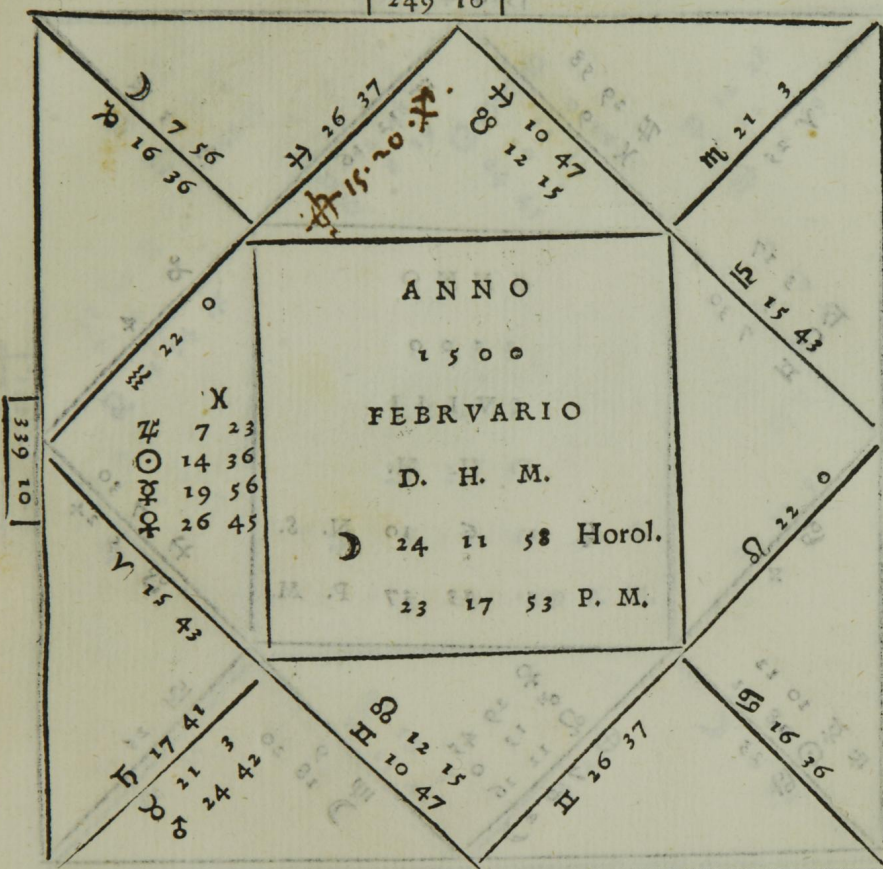 249 10
☽ 7 56
♑ 16 36
♐ 26 37
♐ 15. 20. ♐.
♐ 10 47
☋ 12 15
♏ 21 3
♎ 15 43
♒ 22 0
339 10
♓
♃ 7 23
☉ 14 36
☿ 19 56
♀ 26 45
ANNO
1500
FEBRVARIO
D. H. M.
☽ 24 11 58 Horol.
23 17 53 P. M.
♌ 22 0
♈ 15 43
♄ 17 41
♉ 21 3
♂ 24 42
☊ 12 15
♊ 10 47
♊ 26 37
♋ 16 36